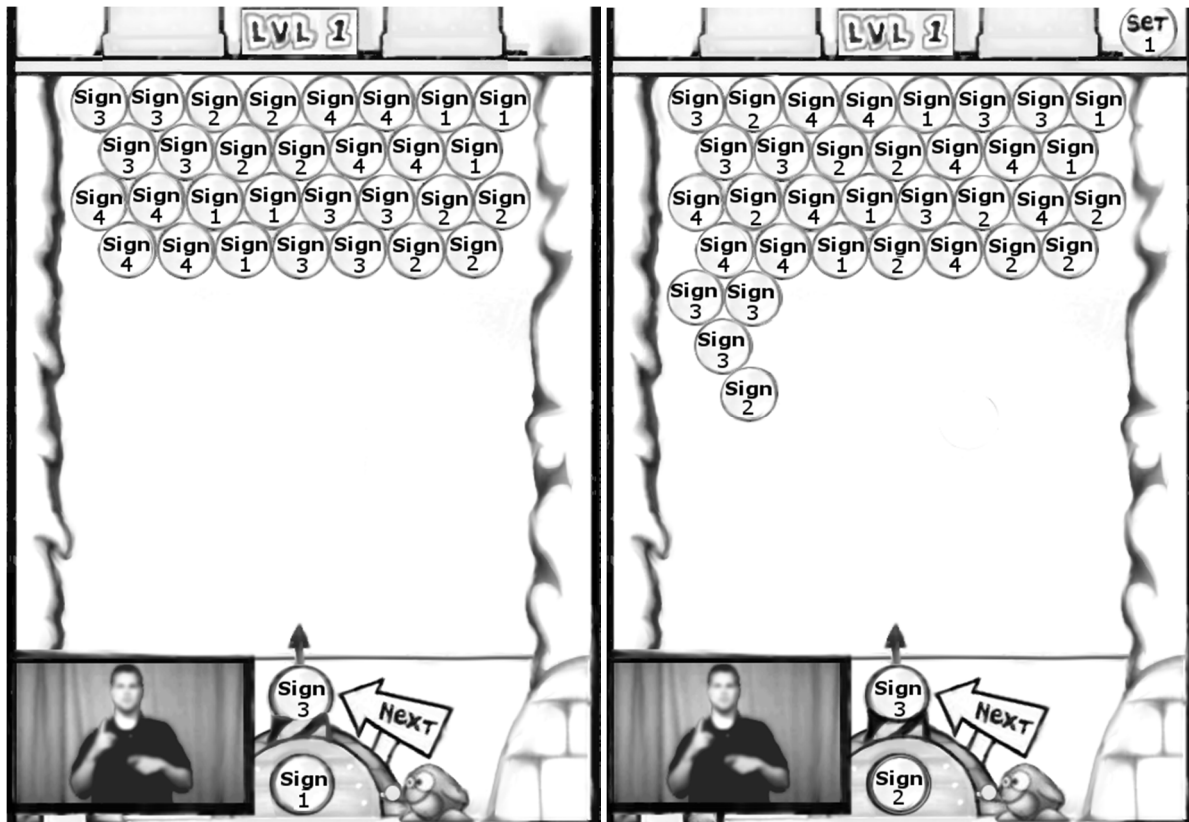 LVL 1
Sign 3 Sign 3 Sign 2 Sign 2 Sign 4 Sign 4 Sign 1 Sign 1
Sign 3 Sign 3 Sign 2 Sign 2 Sign 4 Sign 4 Sign 1
Sign 4 Sign 4 Sign 1 Sign 1 Sign 3 Sign 3 Sign 2 Sign 2
Sign 4 Sign 4 Sign 1 Sign 3 Sign 3 Sign 2 Sign 2
Sign 3
NEXT
Sign 1
LVL 1
SET 1
Sign 3 Sign 2 Sign 4 Sign 4 Sign 1 Sign 3 Sign 3 Sign 1
Sign 3 Sign 3 Sign 2 Sign 2 Sign 4 Sign 4 Sign 1
Sign 4 Sign 2 Sign 4 Sign 1 Sign 3 Sign 2 Sign 4 Sign 2
Sign 4 Sign 4 Sign 1 Sign 2 Sign 4 Sign 2 Sign 2
Sign 3 Sign 3
Sign 3
Sign 2
Sign 3
NEXT
Sign 2